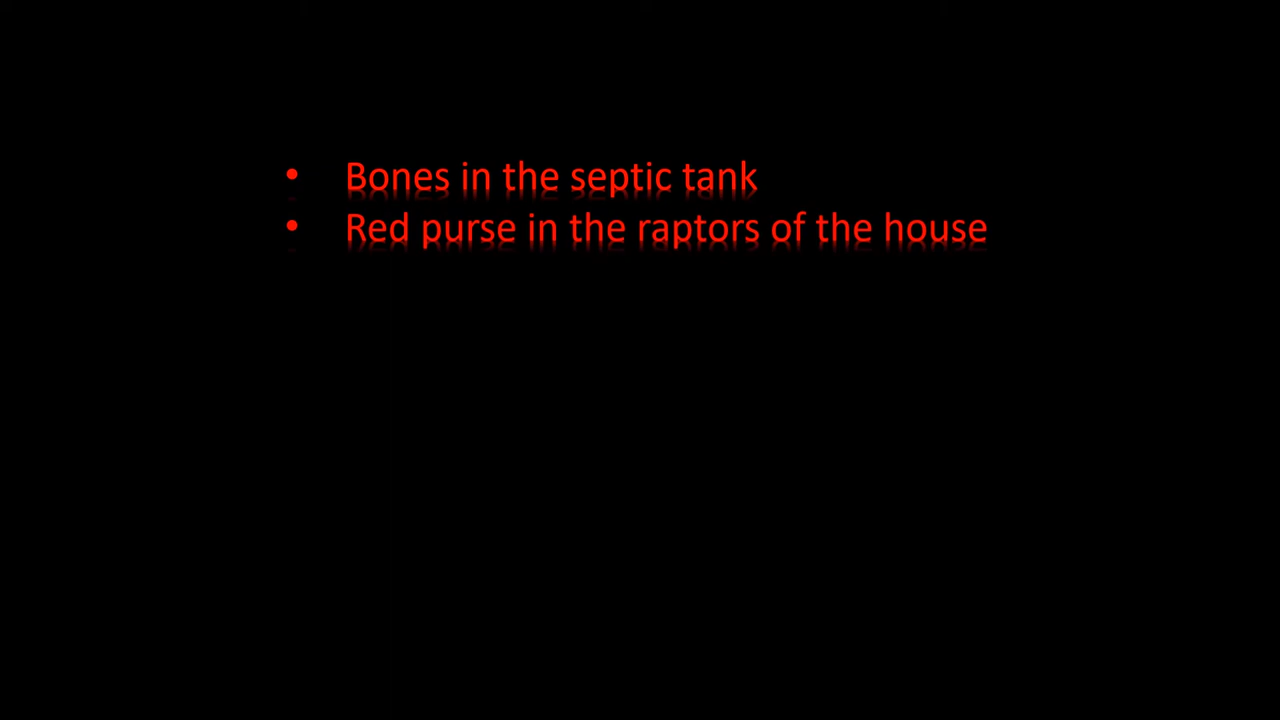 • Bones in the septic tank
• Red purse in the raptors of the house